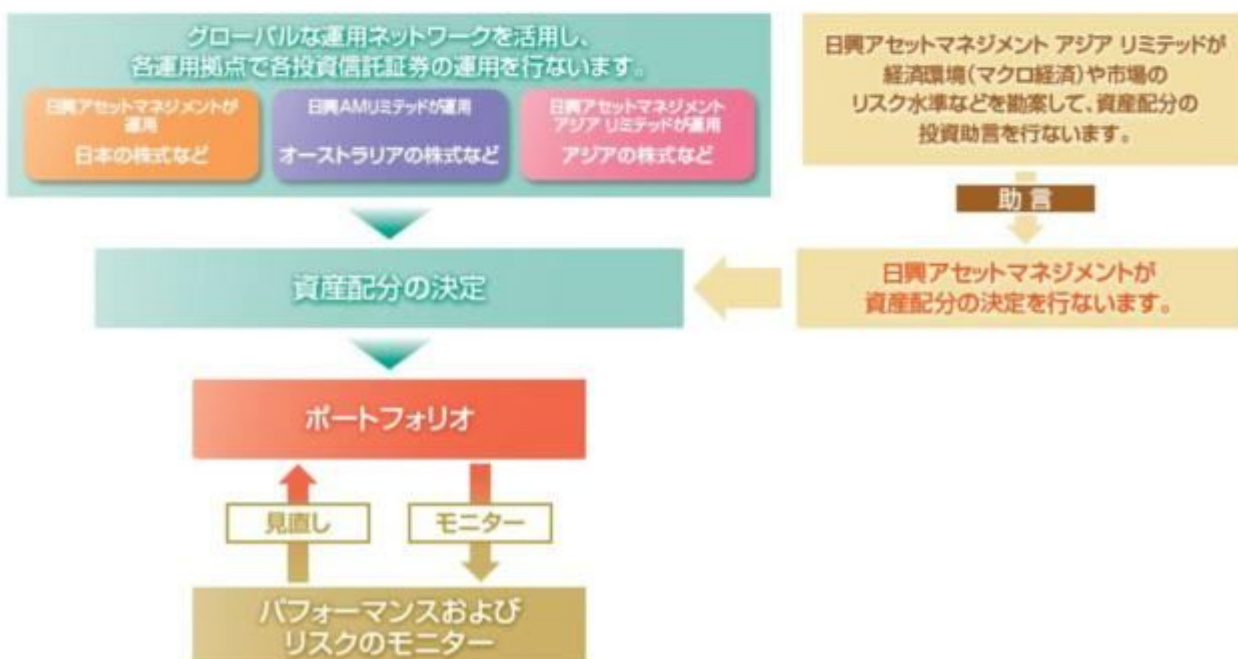 グローバルな運用ネットワークを活用し、
各運用拠点で各投資信託証券の運用を行ないます。
日興アセットマネジメントが
運用
日本の株式など
日興AMリミテッドが運用
オーストラリアの株式など
日興アセットマネジメント
アジア リミテッドが運用
アジアの株式など
日興アセットマネジメント アジア リミテッドが
経済環境(マクロ経済)や市場の
リスク水準などを勘案して、資産配分の
投資助言を行ないます。
助言
資産配分の決定
日興アセットマネジメントが
資産配分の決定を行ないます。
ポートフォリオ
見直し
モニター
パフォーマンスおよび
リスクのモニター